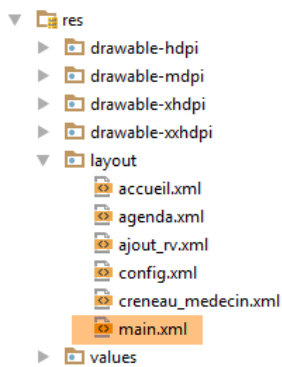 res
drawable-hdpi
drawable-mdpi
drawable-xhdpi
drawable-xxhdpi
layout
accueil.xml
agenda.xml
ajout_rv.xml
config.xml
creneau_medecin.xml
main.xml
values